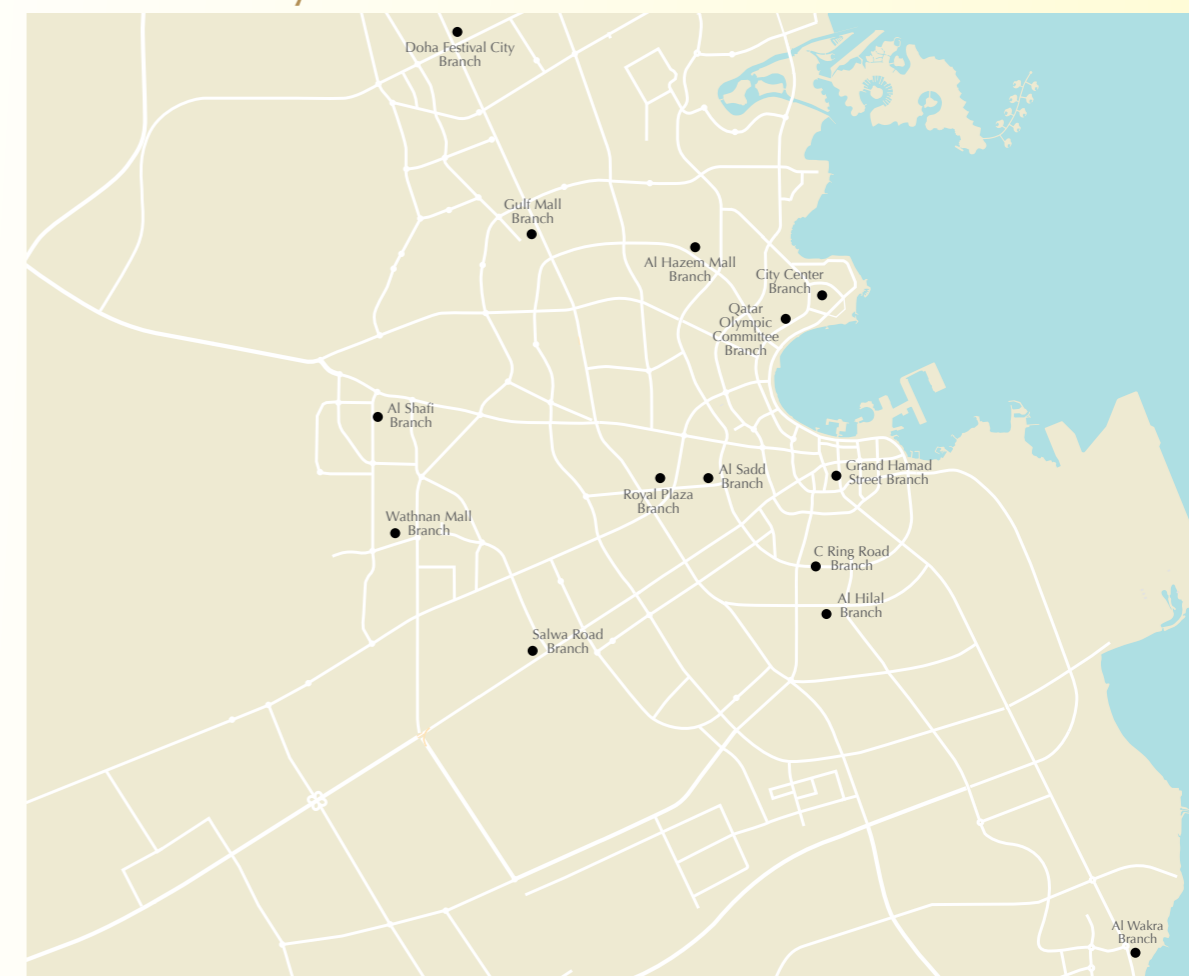 Doha Festival City
Branch
Gulf Mall
Branch
Al Hazem Mall
Branch
City Center
Branch
Qatar
Olympic
Committee
Branch
Al Shafi
Branch
Al Sadd
Branch
Grand Hamad
Street Branch
Royal Plaza
Branch
Wathnan Mall
Branch
C Ring Road
Branch
Al Hilal
Branch
Salwa Road
Branch
Al Wakra
Branch